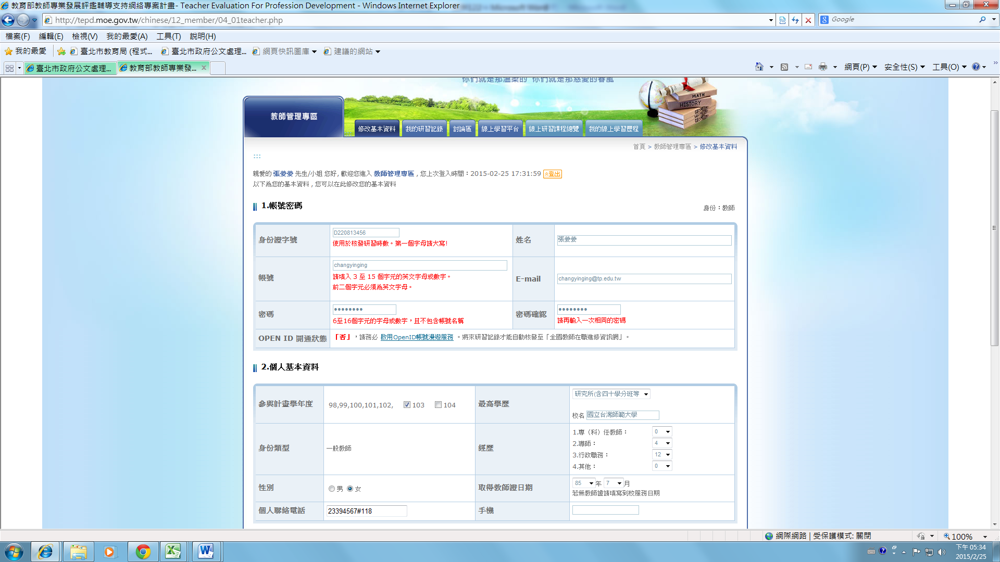 教育部教師專業發展評鑑輔導支持網絡專案計畫- Teacher Evaluation For Profession Development - Windows Internet Explorer
http://tepd.moe.gov.tw/chinese/12_member/04_01teacher.php
Google
檔案(F) 編輯(E) 檢視(V) 我的最愛(A) 工具(T) 說明(H)
我的最愛 臺北市教育局 (程式... 臺北市政府公文處理... 網頁快訊圖庫 建議的網站
臺北市政府公文處理... 教育部教師專業發... 網頁(P) 安全性(S) 工具(O)
你們就是那溫柔的 你們就是那慈愛的春風
MATH
HISTORY
GEOMETRY
教師管理專區
修改基本資料 我的研習記錄 討論區 線上學習平台 線上研習課程總覽 我的線上學習歷程
首頁 > 教師管理專區 > 修改基本資料
親愛的 張瑩瑩 先生/小姐 您好, 歡迎您進入 教師管理專區 , 您上次登入時間：2015-02-25 17:31:59 登出
以下為您的基本資料 , 您可以在此修改您的基本資料
1.帳號密碼
身份：教師
身份證字號 D220813456 姓名 張瑩瑩
使用於核發研習時數。第一個字母請大寫!
帳號 changyinging E-mail changyinging@tp.edu.tw
請填入 3 至 15 個字元的英文字母或數字。
前二個字元必須為英文字母。
密碼 •••••••• 密碼確認 ••••••••
6至16個字元的字母或數字，且不包含帳號名稱 請再輸入一次相同的密碼
OPEN ID 開通狀態 「否」，請務必 啟用OpenID帳號漫遊服務 。將來研習記錄才能自動核發至「全國教師在職進修資訊網」。
2.個人基本資料
參與計畫學年度 98,99,100,101,102, 103 104 最高學歷 研究所(含四十學分班等
校名 國立台灣師範大學
身份類型 一般教師 經歷
1.專（科）任教師： 0
2.導師： 4
3.行政職務： 12
4.其他： 0
性別 男 女 取得教師證日期 85 年 7 月
若無教師證請填寫到校服務日期
個人聯絡電話 23394567#118 手機
網際網路 | 受保護模式: 關閉 100%
下午 05:34
2015/2/25